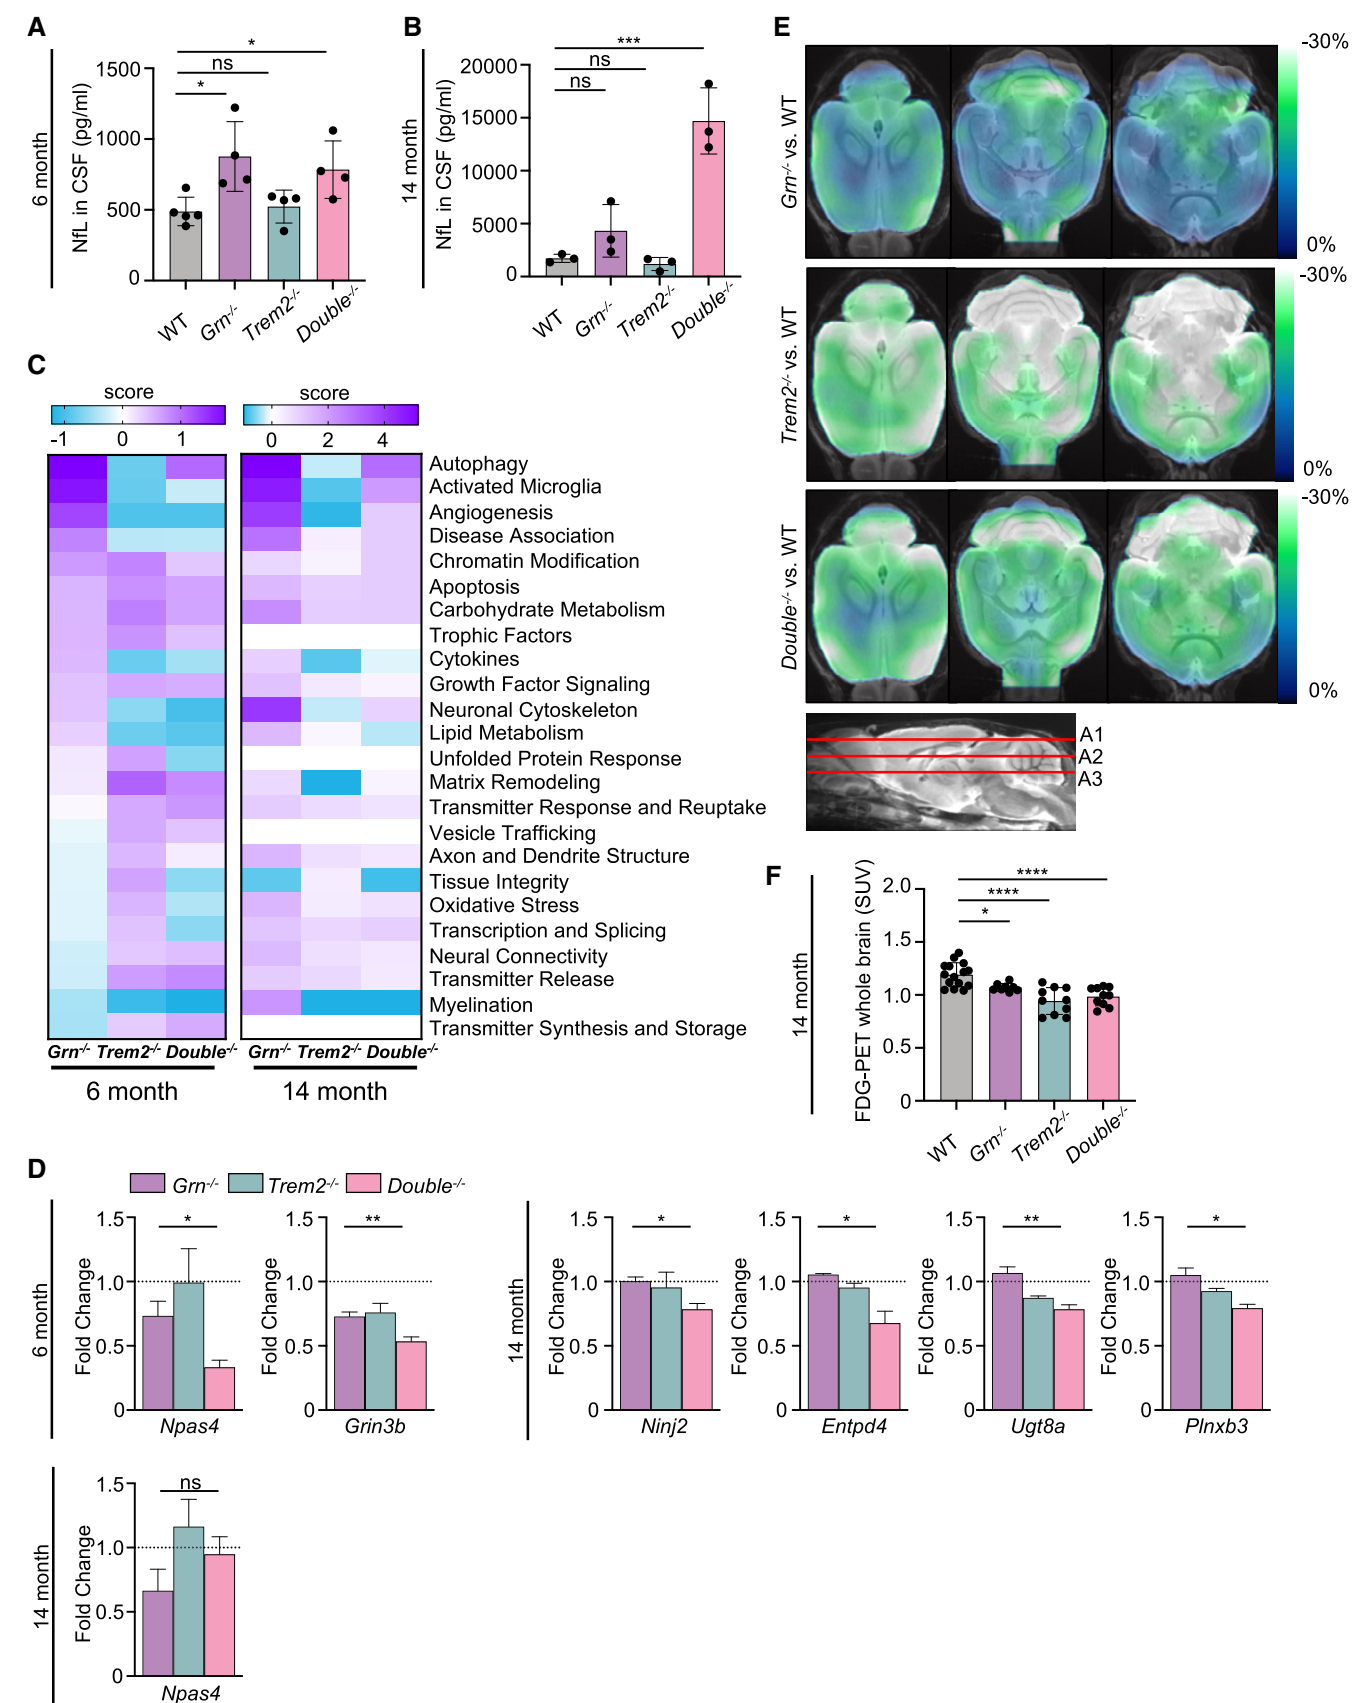 A
6 month
NfL in CSF (pg/ml)
1500
1000
500
0
*
ns
*
WT
Grn-/-
Trem2-/-
Double-/-
B
14 month
NfL in CSF (pg/ml)
20000
15000
10000
5000
0
***
ns
ns
WT
Grn-/-
Trem2-/-
Double-/-
C
score
-1 0 1
score
0 2 4
Autophagy
Activated Microglia
Angiogenesis
Disease Association
Chromatin Modification
Apoptosis
Carbohydrate Metabolism
Trophic Factors
Cytokines
Growth Factor Signaling
Neuronal Cytoskeleton
Lipid Metabolism
Unfolded Protein Response
Matrix Remodeling
Transmitter Response and Reuptake
Vesicle Trafficking
Axon and Dendrite Structure
Tissue Integrity
Oxidative Stress
Transcription and Splicing
Neural Connectivity
Transmitter Release
Myelination
Transmitter Synthesis and Storage
Grn-/- Trem2-/- Double-/-
Grn-/- Trem2-/- Double-/-
6 month
14 month
D
Grn-/- Trem2-/- Double-/-
6 month
Fold Change
1.5
1.0
0.5
0
*
Npas4
Fold Change
1.5
1.0
0.5
0
**
Grin3b
14 month
Fold Change
1.5
1.0
0.5
0
*
Ninj2
Fold Change
1.5
1.0
0.5
0
*
Entpd4
Fold Change
1.5
1.0
0.5
0
**
Ugt8a
Fold Change
1.5
1.0
0.5
0
*
Plnxb3
14 month
Fold Change
1.5
1.0
0.5
0
ns
Npas4
E
Grn-/- vs. WT
-30%
0%
Trem2-/- vs. WT
-30%
0%
Double-/- vs. WT
-30%
0%
A1
A2
A3
F
14 month
FDG-PET whole brain (SUV)
2.0
1.5
1.0
0.5
0
****
****
*
WT
Grn-/-
Trem2-/-
Double-/-